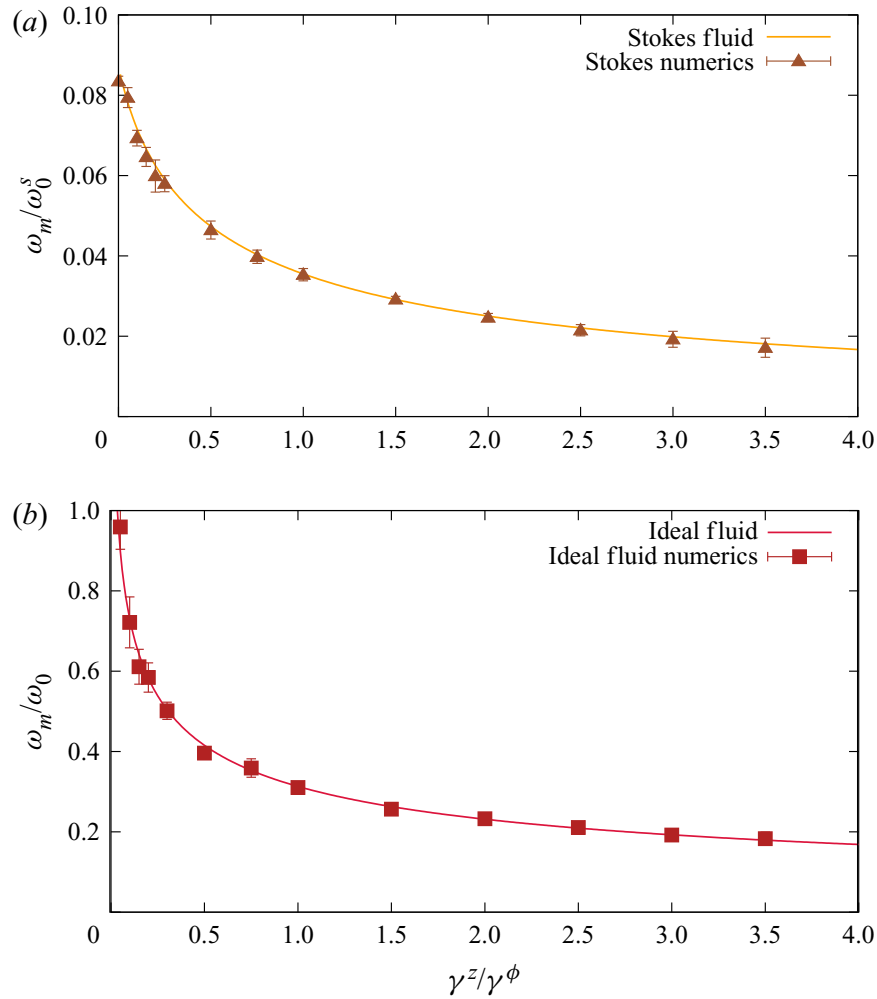 (a)
0.10
Stokes fluid
Stokes numerics
0.08
0.06
ω_m/ω_0^s
0.04
0.02
0 0.5 1.0 1.5 2.0 2.5 3.0 3.5 4.0
(b)
1.0
Ideal fluid
Ideal fluid numerics
0.8
0.6
ω_m/ω_0
0.4
0.2
0 0.5 1.0 1.5 2.0 2.5 3.0 3.5 4.0
γ^z/γ^ϕ